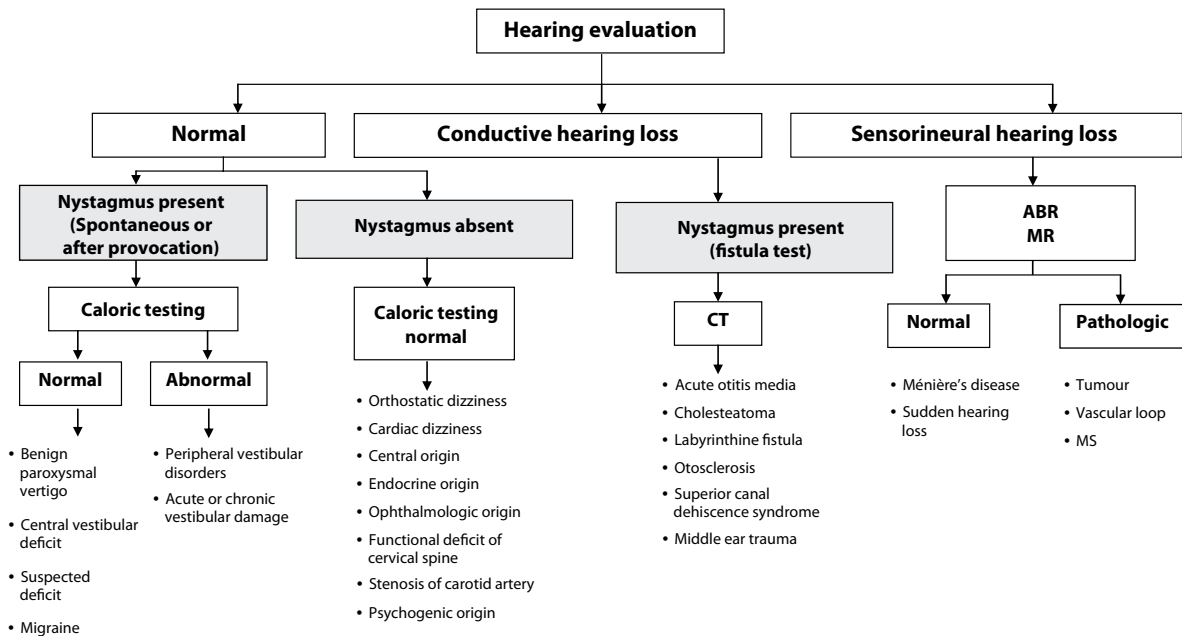 Hearing evaluation
Normal
Conductive hearing loss
Sensorineural hearing loss
Nystagmus present
(Spontaneous or
after provocation)
Nystagmus absent
Nystagmus present
(fistula test)
ABR
MR
Caloric testing
Caloric testing
normal
CT
Normal
Pathologic
Normal
Abnormal
• Benign
paroxysmal
vertigo
• Central vestibular
deficit
• Suspected
deficit
• Migraine
• Peripheral vestibular
disorders
• Acute or chronic
vestibular damage
• Orthostatic dizziness
• Cardiac dizziness
• Central origin
• Endocrine origin
• Ophthalmologic origin
• Functional deficit of
cervical spine
• Stenosis of carotid artery
• Psychogenic origin
• Acute otitis media
• Cholesteatoma
• Labyrinthine fistula
• Otosclerosis
• Superior canal
dehiscence syndrome
• Middle ear trauma
• Ménière’s disease
• Sudden hearing
loss
• Tumour
• Vascular loop
• MS